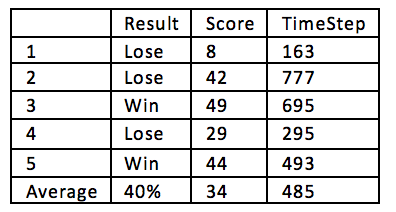 Result Score TimeStep
1 Lose 8 163
2 Lose 42 777
3 Win 49 695
4 Lose 29 295
5 Win 44 493
Average 40% 34 485